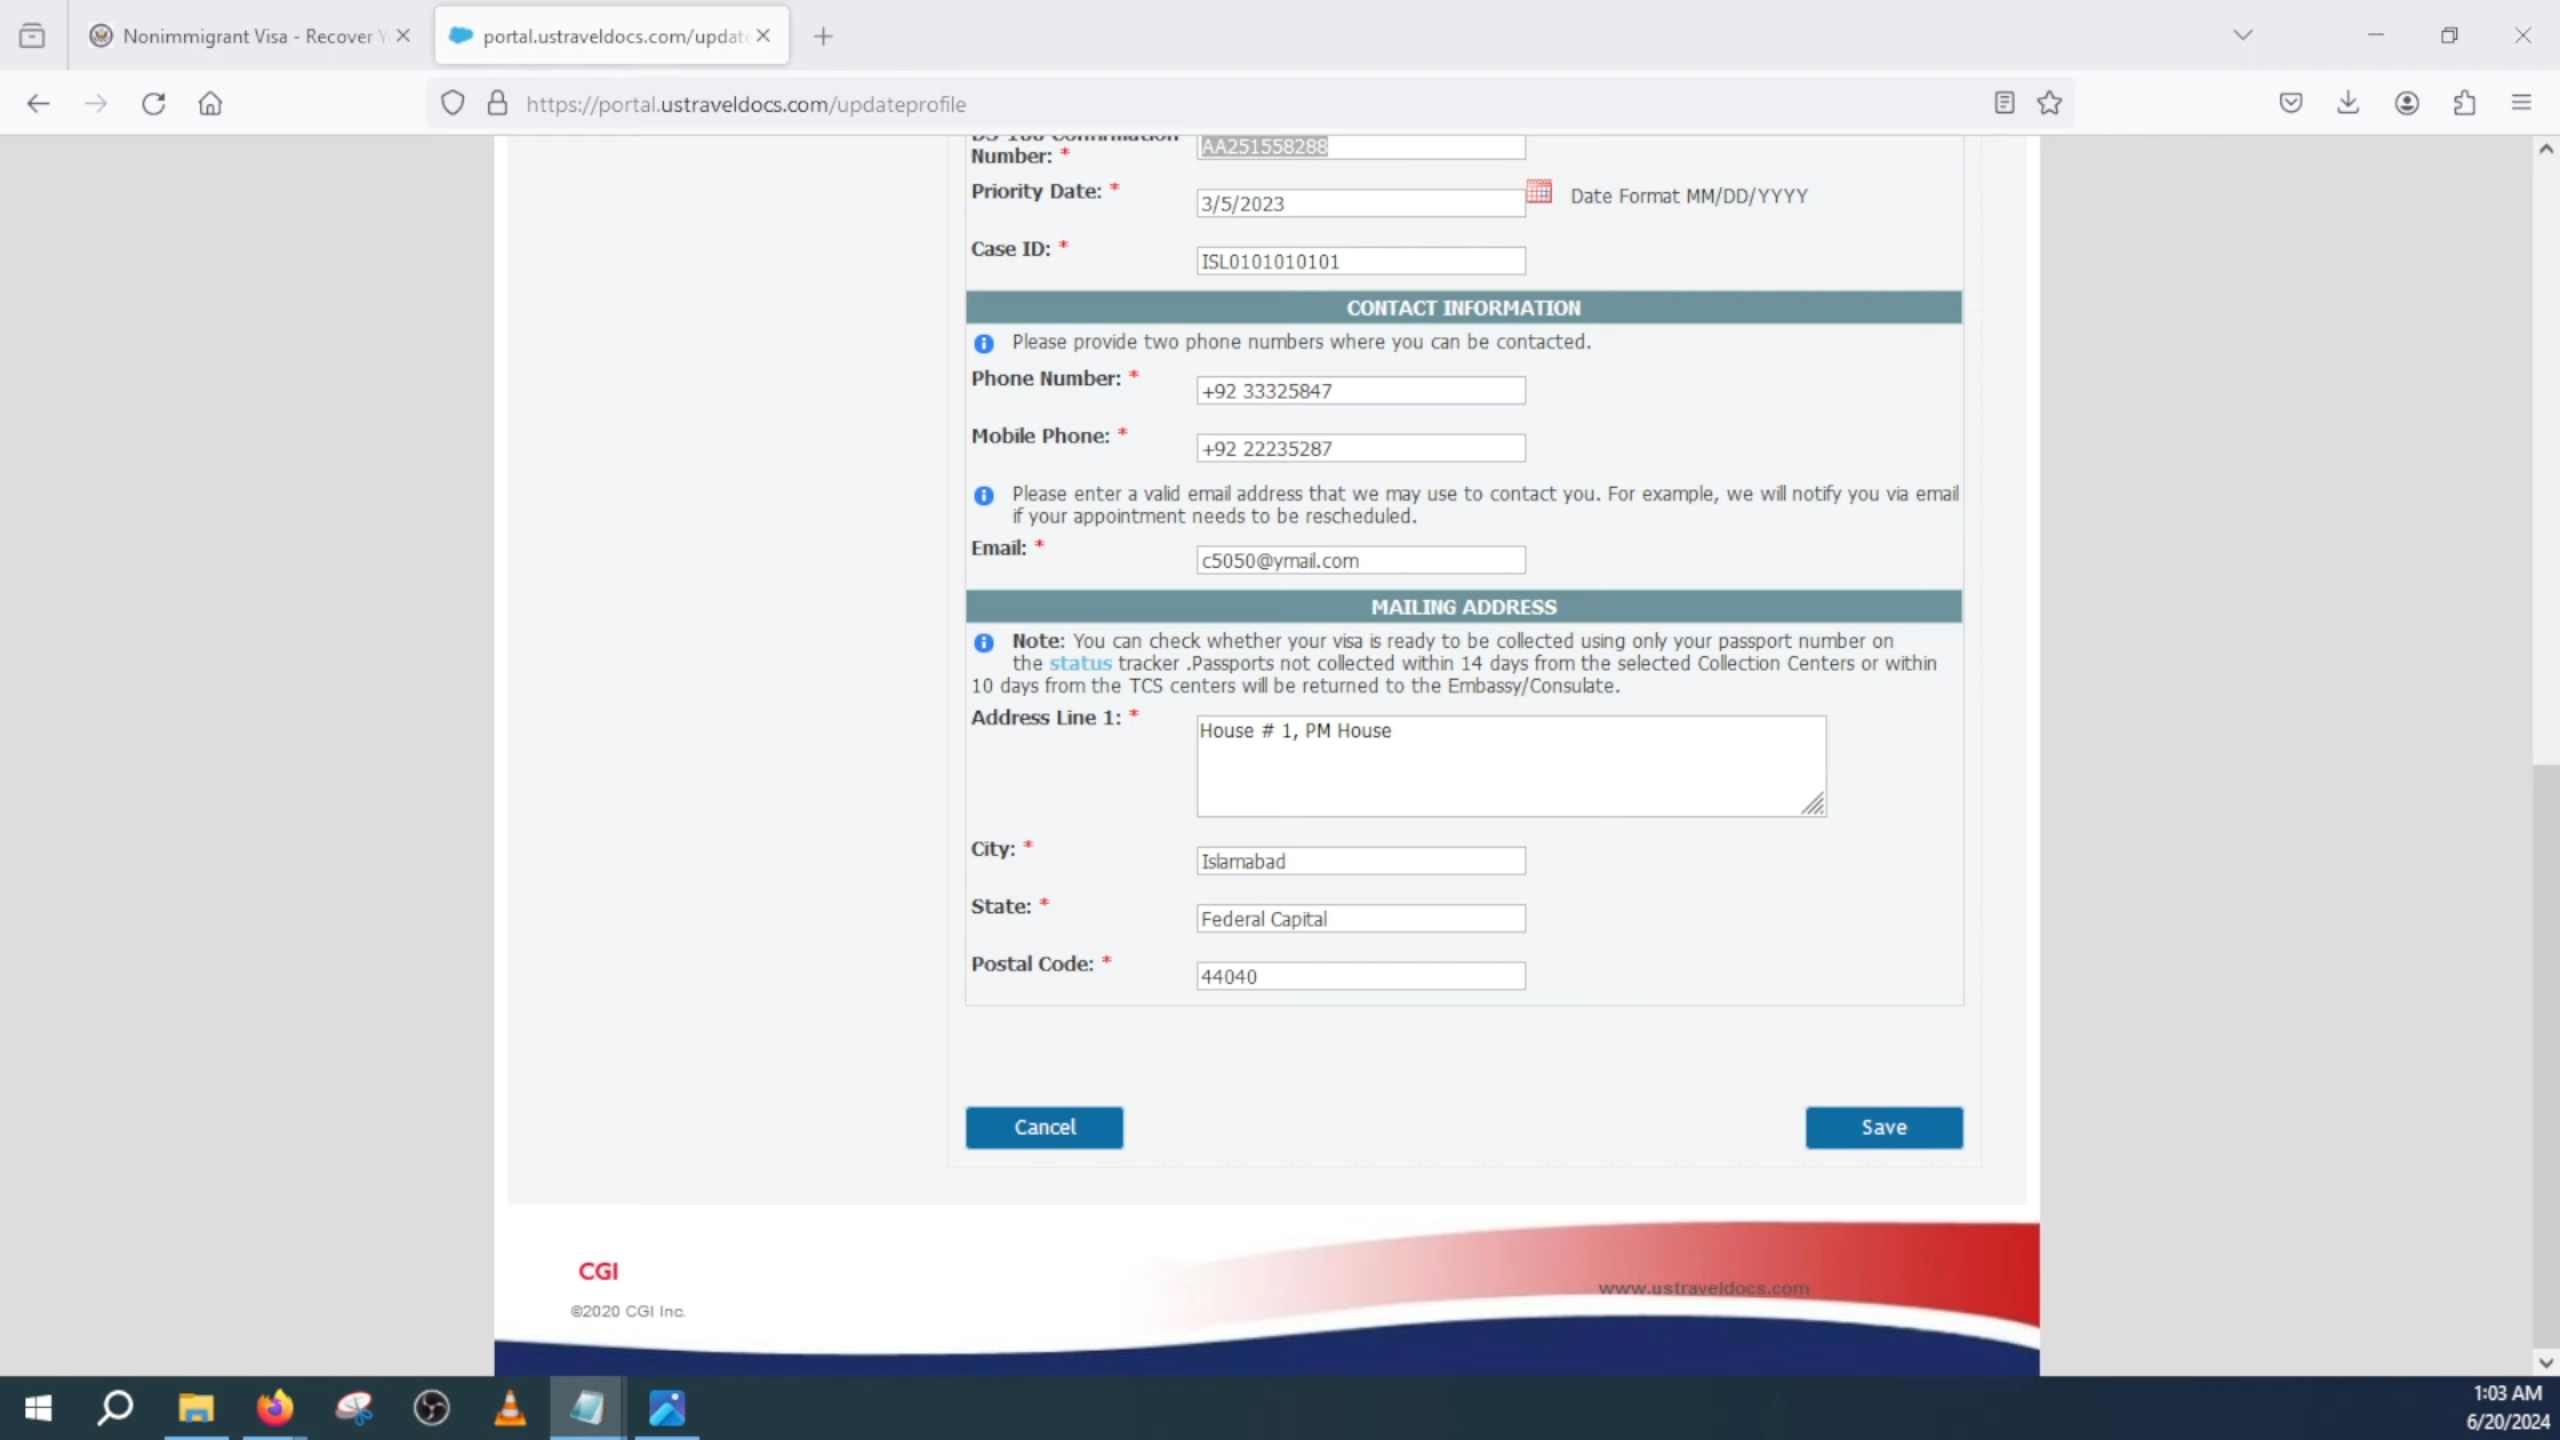 Nonimmigrant Visa - Recover Y
portal.ustraveldocs.com/update
https://portal.ustraveldocs.com/updateprofile
DS-160 Confirmation
Number: *
AA251558288
Priority Date: *
3/5/2023
Date Format MM/DD/YYYY
Case ID: *
ISL0101010101
CONTACT INFORMATION
Please provide two phone numbers where you can be contacted.
Phone Number: *
+92 33325847
Mobile Phone: *
+92 22235287
Please enter a valid email address that we may use to contact you. For example, we will notify you via email
if your appointment needs to be rescheduled.
Email: *
c5050@ymail.com
MAILING ADDRESS
Note: You can check whether your visa is ready to be collected using only your passport number on
the status tracker .Passports not collected within 14 days from the selected Collection Centers or within
10 days from the TCS centers will be returned to the Embassy/Consulate.
Address Line 1: *
House # 1, PM House
City: *
Islamabad
State: *
Federal Capital
Postal Code: *
44040
Cancel
Save
CGI
www.ustraveldocs.com
©2020 CGI Inc.
1:03 AM
6/20/2024